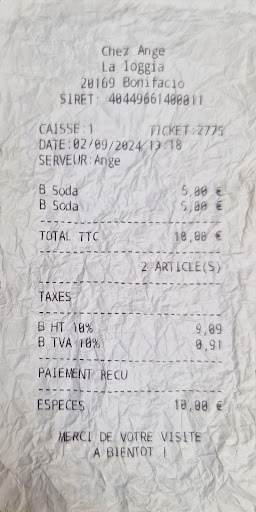 Chez Ange
La loggia
20169 Bonifacio
SIRET: 40449661400011
CAISSE:1 TICKET:2775
DATE:02/09/2024 13:18
SERVEUR:Ange
B Soda 5,00 €
B Soda 5,00 €
TOTAL TTC 10,00 €
2 ARTICLE(S)
TAXES
B HT 10% 9,09
B TVA 10% 0,91
PAIEMENT RECU
ESPECES 10,00 €
MERCI DE VOTRE VISITE
A BIENTOT !